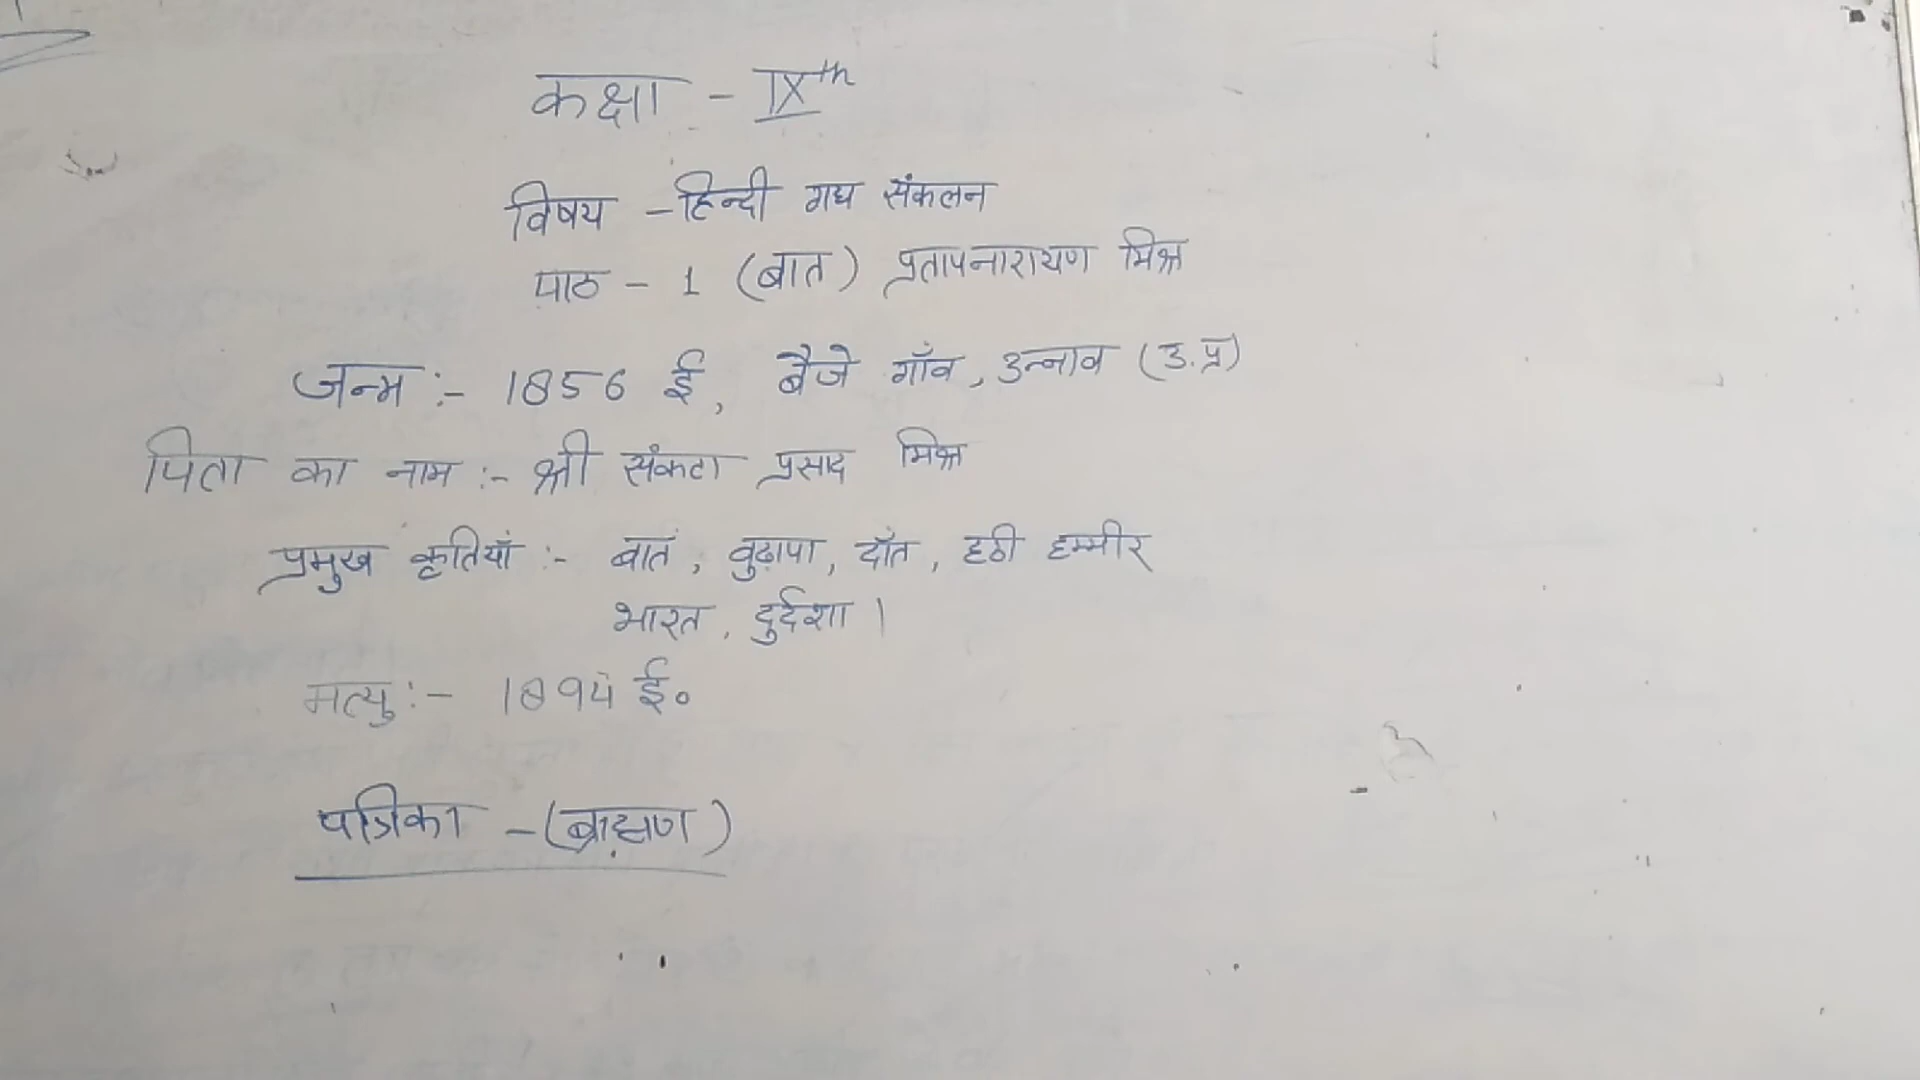 कक्षा - IXth
विषय - हिन्दी गद्य संकलन
पाठ - 1 (बात) प्रतापनारायण मिश्र
जन्म :- 1856 ई, बैजे गाँव, उन्नाव (उ.प्र)
पिता का नाम :- श्री संकटा प्रसाद मिश्र
प्रमुख कृतियाँ :- बात, बुढ़ापा, दाँत, हठी हम्मीर
भारत, दुर्दशा।
मत्यु :- 1894 ई०
पत्रिका - (ब्राह्मण)